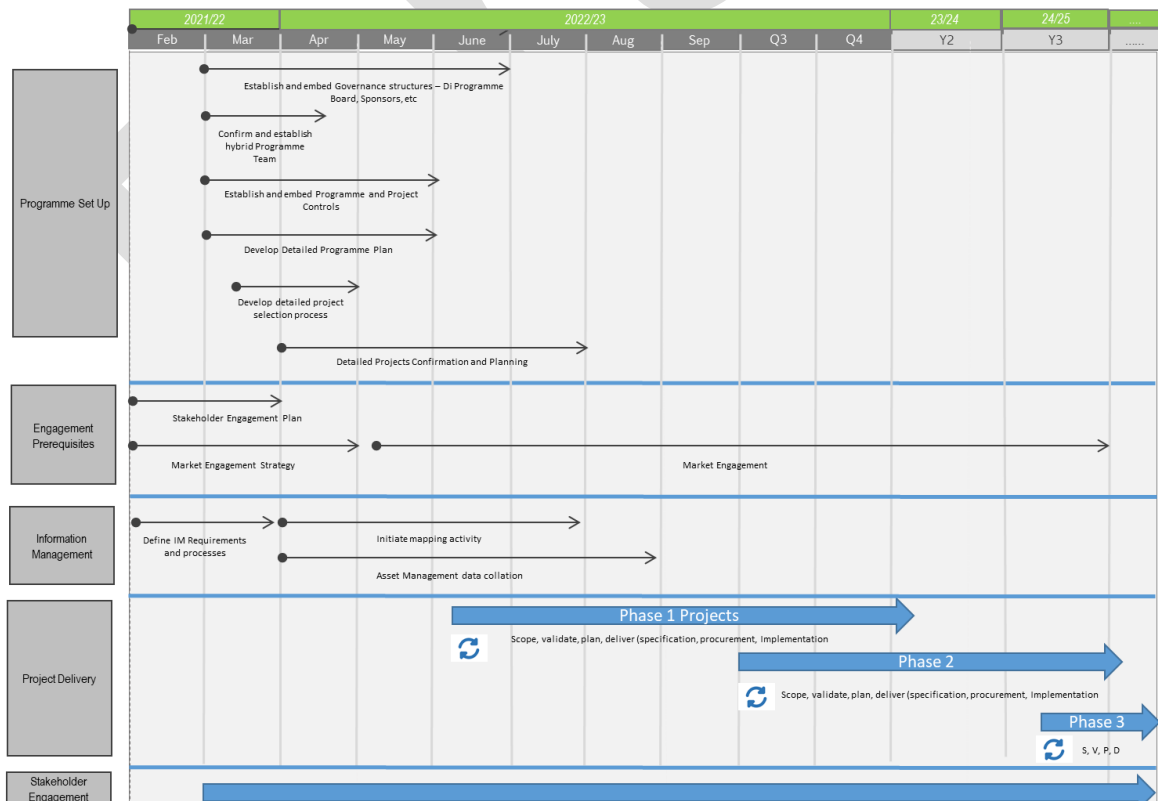 2021/22 2022/23 23/24 24/25 ....
Feb Mar Apr May June July Aug Sep Q3 Q4 Y2 Y3 ......
Programme Set Up
Establish and embed Governance structures – Di Programme
Board, Sponsors, etc
Confirm and establish
hybrid Programme
Team
Establish and embed Programme and Project
Controls
Develop Detailed Programme Plan
Develop detailed project
selection process
Detailed Projects Confirmation and Planning
Engagement
Prerequisites
Stakeholder Engagement Plan
Market Engagement Strategy
Market Engagement
Information
Management
Define IM Requirements
and processes
Initiate mapping activity
Asset Management data collation
Project Delivery
Phase 1 Projects
Scope, validate, plan, deliver (specification, procurement, Implementation
Phase 2
Scope, validate, plan, deliver (specification, procurement, Implementation
Phase 3
S, V, P, D
Stakeholder
Engagement